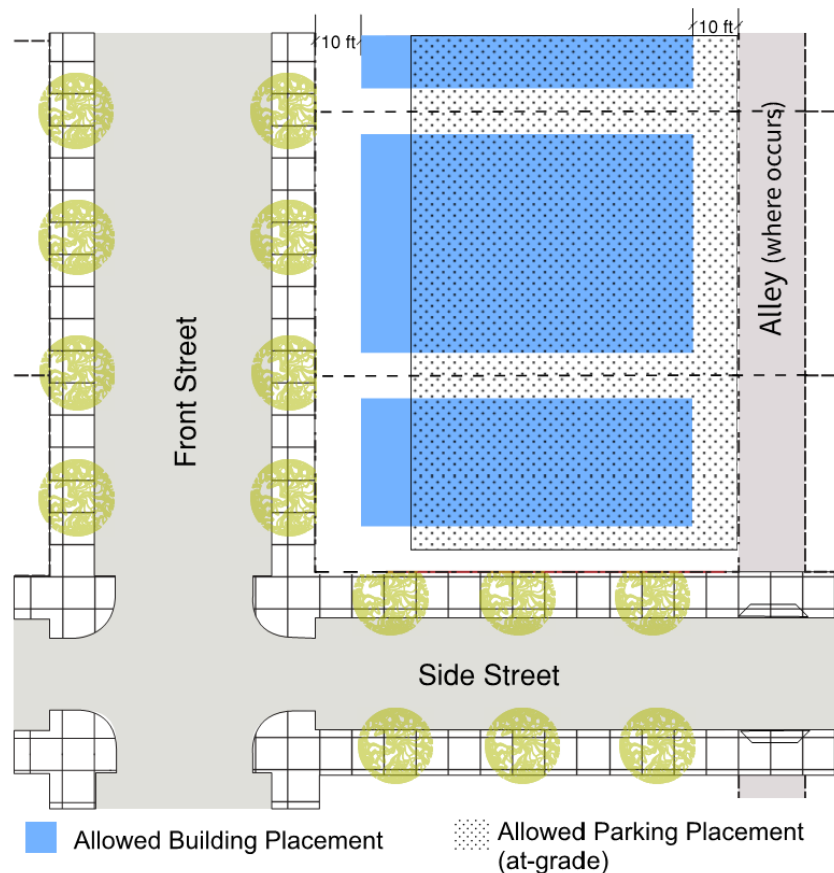 10 ft
10 ft
Front Street
Alley (where occurs)
Side Street
Allowed Building Placement
Allowed Parking Placement
(at-grade)